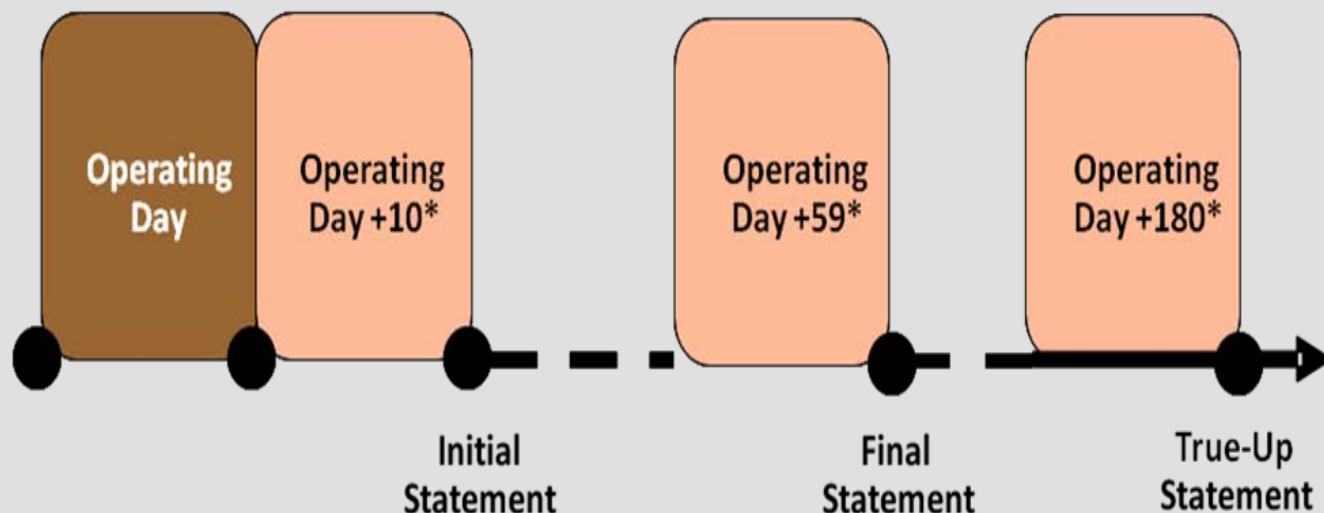 Operating
Day
Operating
Day +10*
Operating
Day +59*
Operating
Day +180*
Initial
Statement
Final
Statement
True-Up
Statement